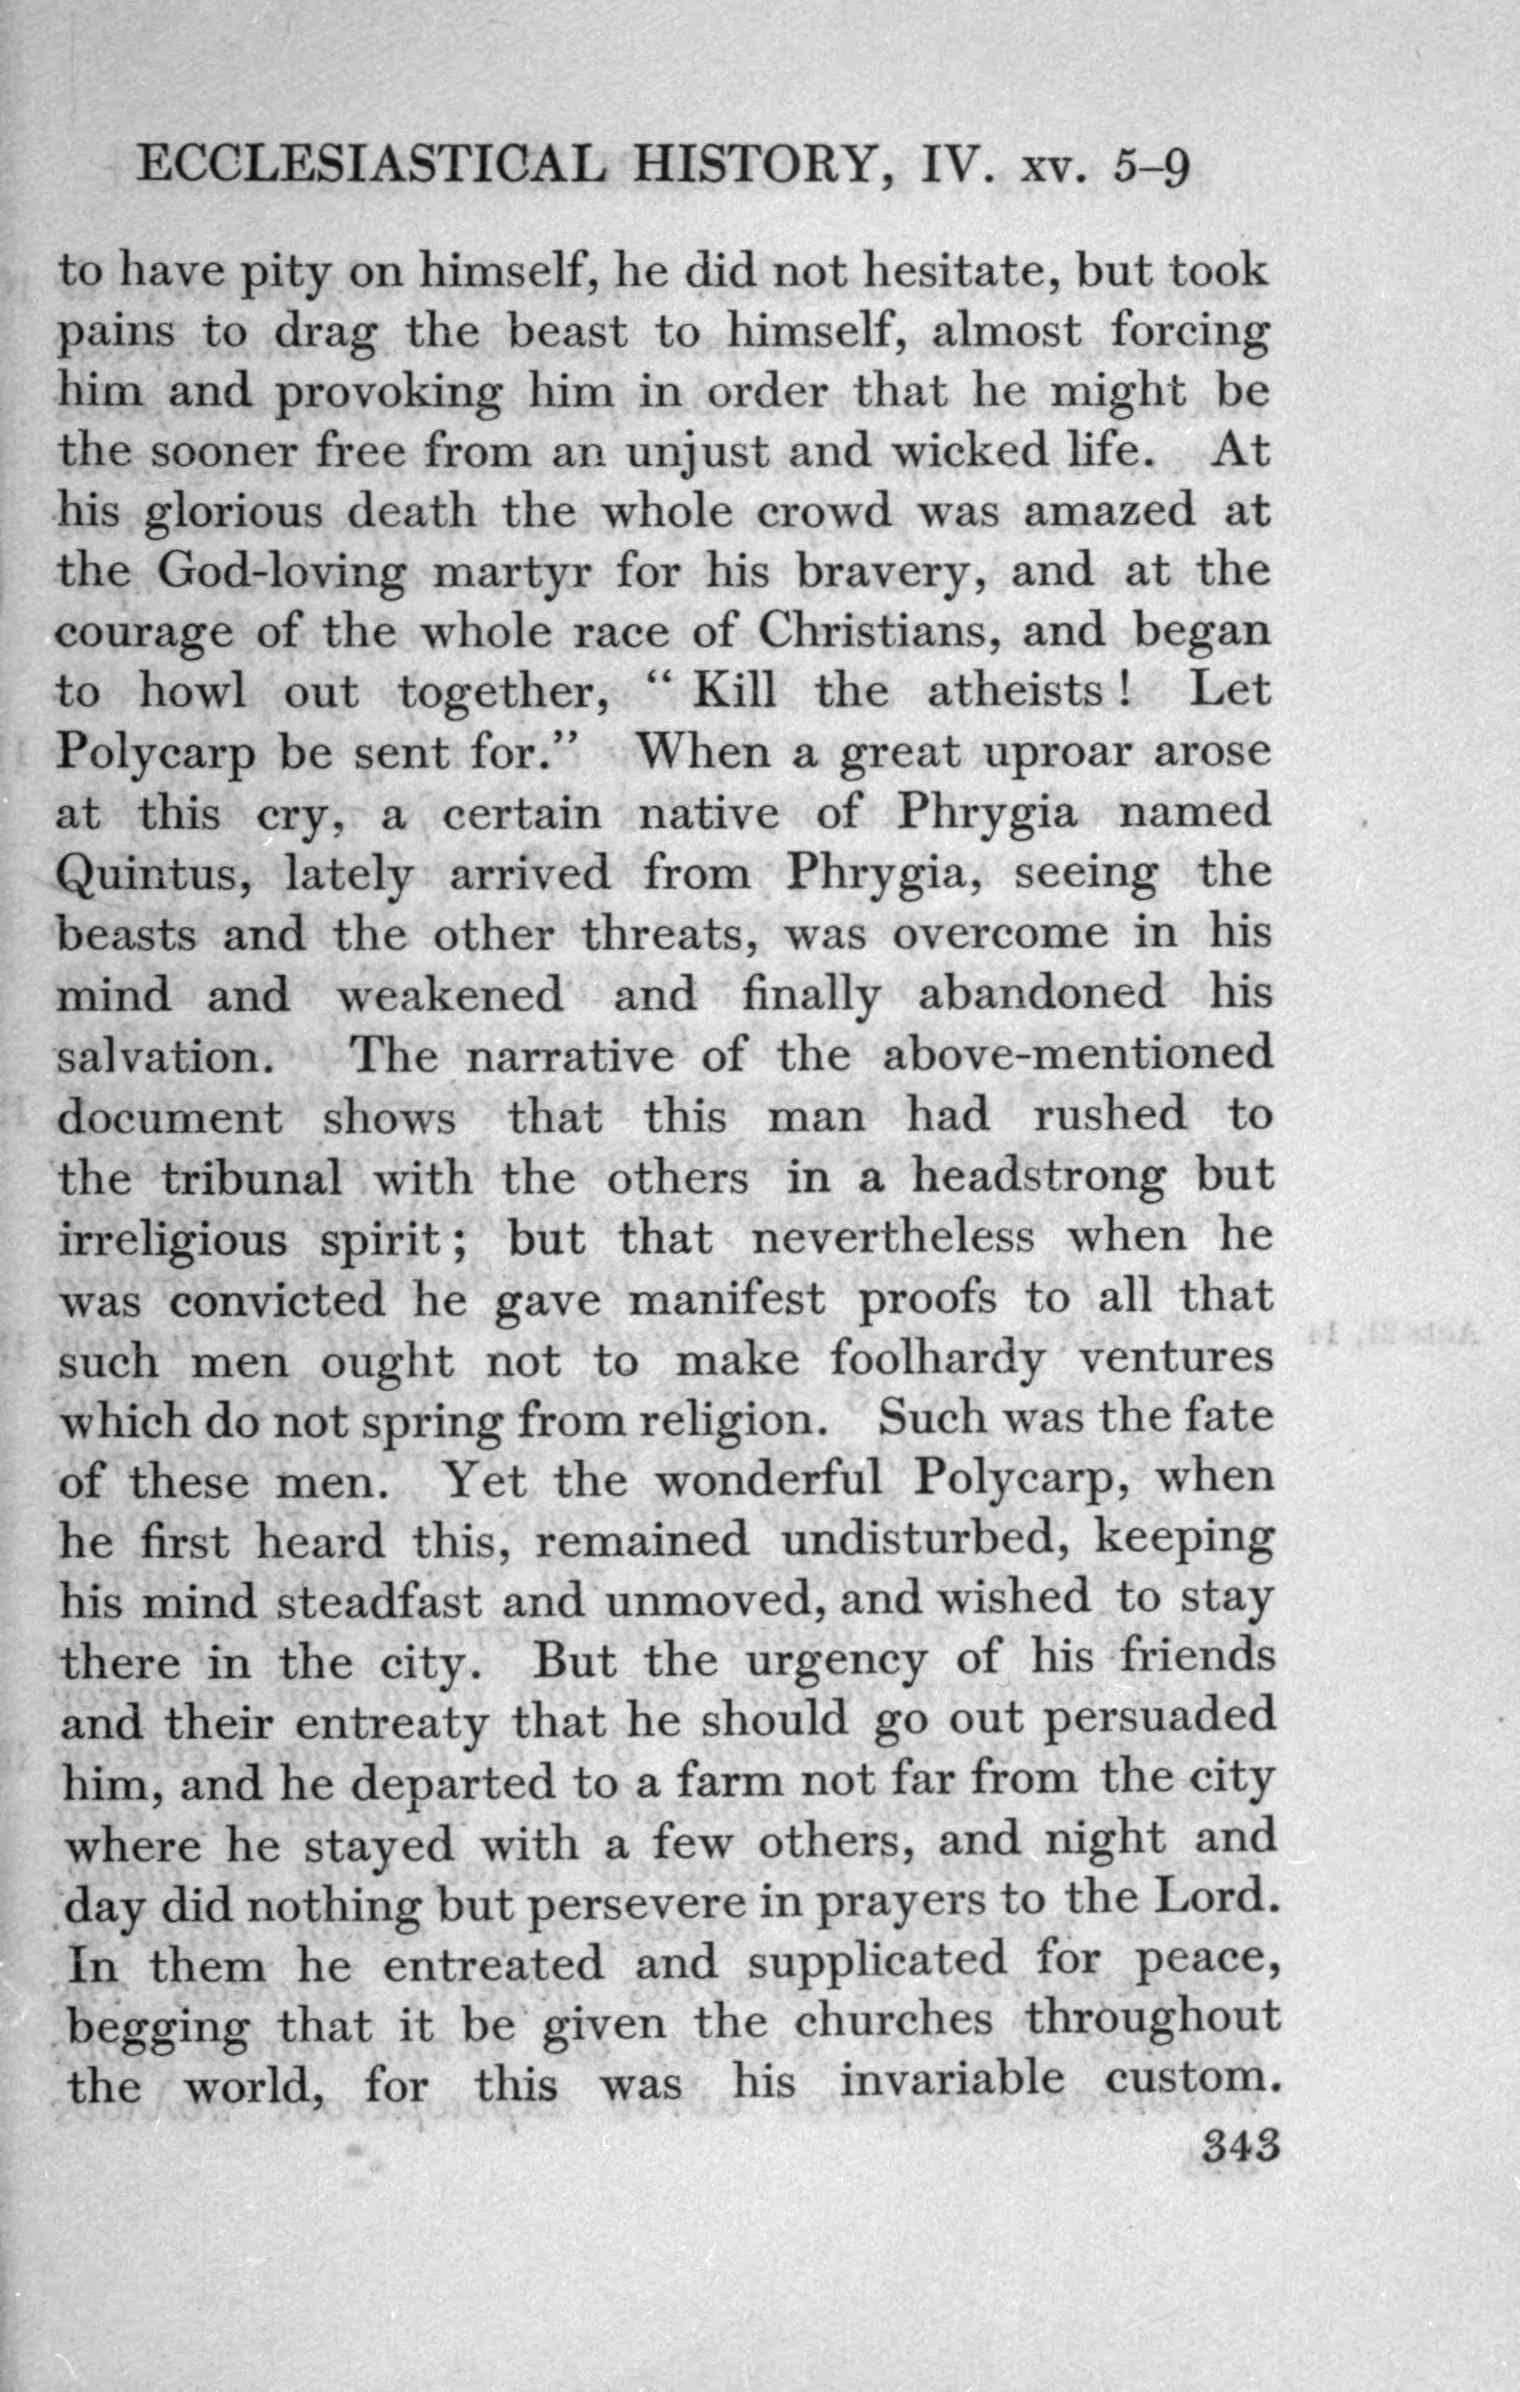 ECCLESIASTICAL HISTORY, IV. xv. 5–9
to have pity on himself, he did not hesitate, but took
pains to drag the beast to himself, almost forcing
him and provoking him in order that he might be
the sooner free from an unjust and wicked life. At
his glorious death the whole crowd was amazed at
the God-loving martyr for his bravery, and at the
courage of the whole race of Christians, and began
to howl out together, “ Kill the atheists ! Let
Polycarp be sent for.” When a great uproar arose
at this cry, a certain native of Phrygia named
Quintus, lately arrived from Phrygia, seeing the
beasts and the other threats, was overcome in his
mind and weakened and finally abandoned his
salvation. The narrative of the above-mentioned
document shows that this man had rushed to
the tribunal with the others in a headstrong but
irreligious spirit ; but that nevertheless when he
was convicted he gave manifest proofs to all that
such men ought not to make foolhardy ventures
which do not spring from religion. Such was the fate
of these men. Yet the wonderful Polycarp, when
he first heard this, remained undisturbed, keeping
his mind steadfast and unmoved, and wished to stay
there in the city. But the urgency of his friends
and their entreaty that he should go out persuaded
him, and he departed to a farm not far from the city
where he stayed with a few others, and night and
day did nothing but persevere in prayers to the Lord.
In them he entreated and supplicated for peace,
begging that it be given the churches throughout
the world, for this was his invariable custom.
343